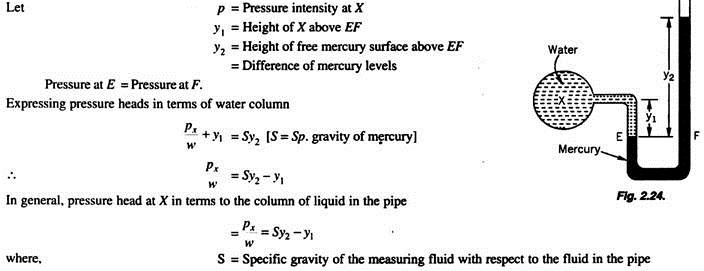 Let p = Pressure intensity at X
y₁ = Height of X above EF
y₂ = Height of free mercury surface above EF
= Difference of mercury levels
Pressure at E = Pressure at F.
Expressing pressure heads in terms of water column
pₓ/w + y₁ = Sy₂ [S = Sp. gravity of mercury]
∴ pₓ/w = Sy₂ – y₁
In general, pressure head at X in terms to the column of liquid in the pipe
= pₓ/w = Sy₂ – y₁
where, S = Specific gravity of the measuring fluid with respect to the fluid in the pipe
Water
X
y₂
y₁
E
F
Mercury
Fig. 2.24.